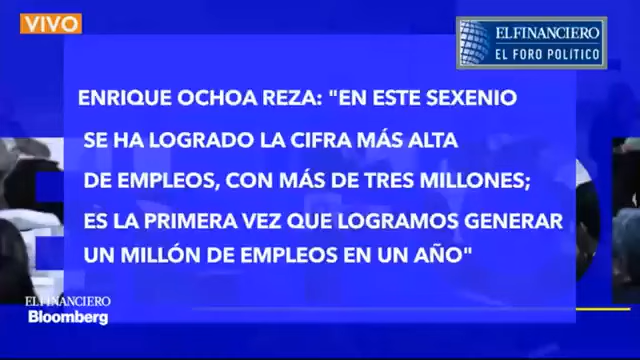 VIVO
EL FINANCIERO
EL FORO POLÍTICO
ENRIQUE OCHOA REZA: "EN ESTE SEXENIO
SE HA LOGRADO LA CIFRA MÁS ALTA
DE EMPLEOS, CON MÁS DE TRES MILLONES;
ES LA PRIMERA VEZ QUE LOGRAMOS GENERAR
UN MILLÓN DE EMPLEOS EN UN AÑO"
EL FINANCIERO
Bloomberg